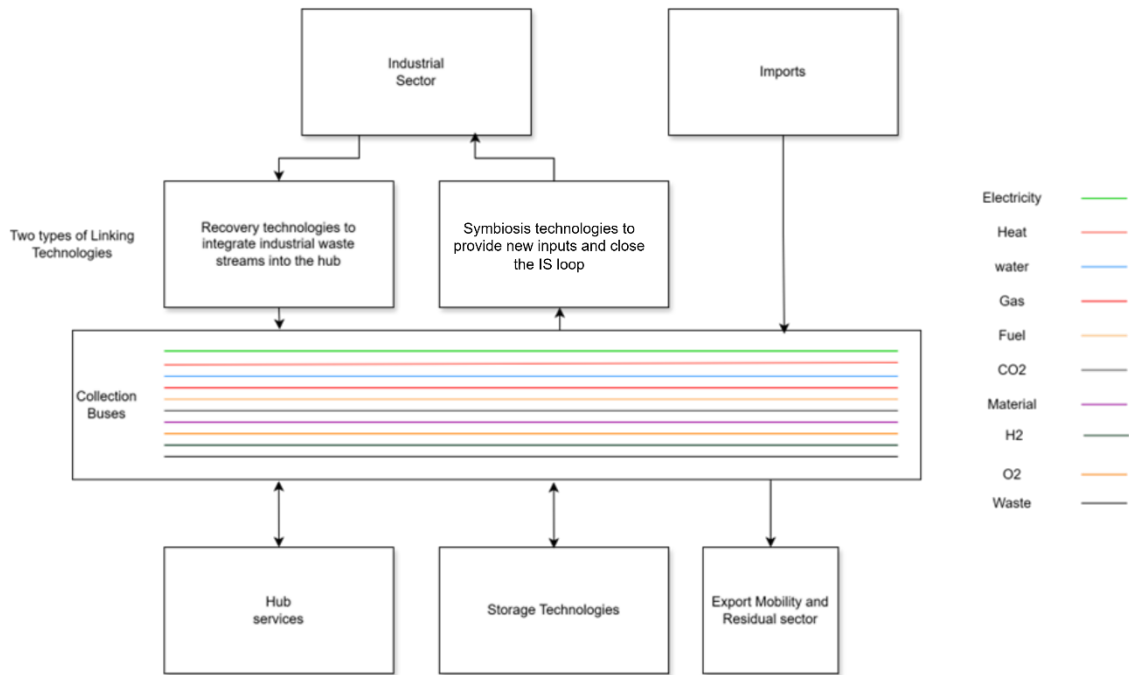 Industrial
Sector
Imports
Two types of Linking
Technologies
Recovery technologies to
integrate industrial waste
streams into the hub
Symbiosis technologies to
provide new inputs and close
the IS loop
Electricity
Heat
water
Gas
Fuel
CO2
Material
H2
O2
Waste
Collection
Buses
Hub
services
Storage Technologies
Export Mobility and
Residual sector